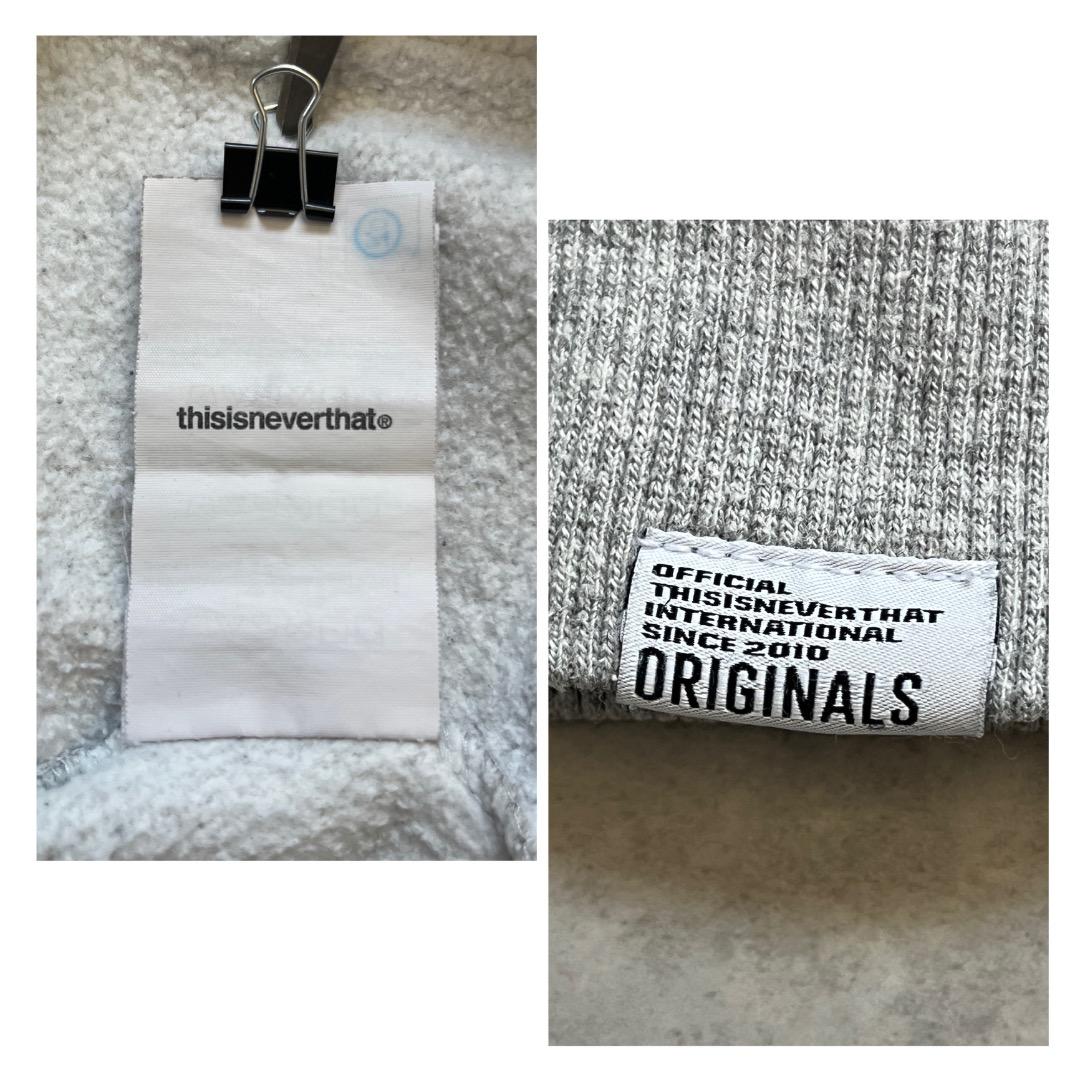 thisisneverthat®
OFFICIAL
THISISNEVERTHAT
INTERNATIONAL
SINCE 2010
ORIGINALS